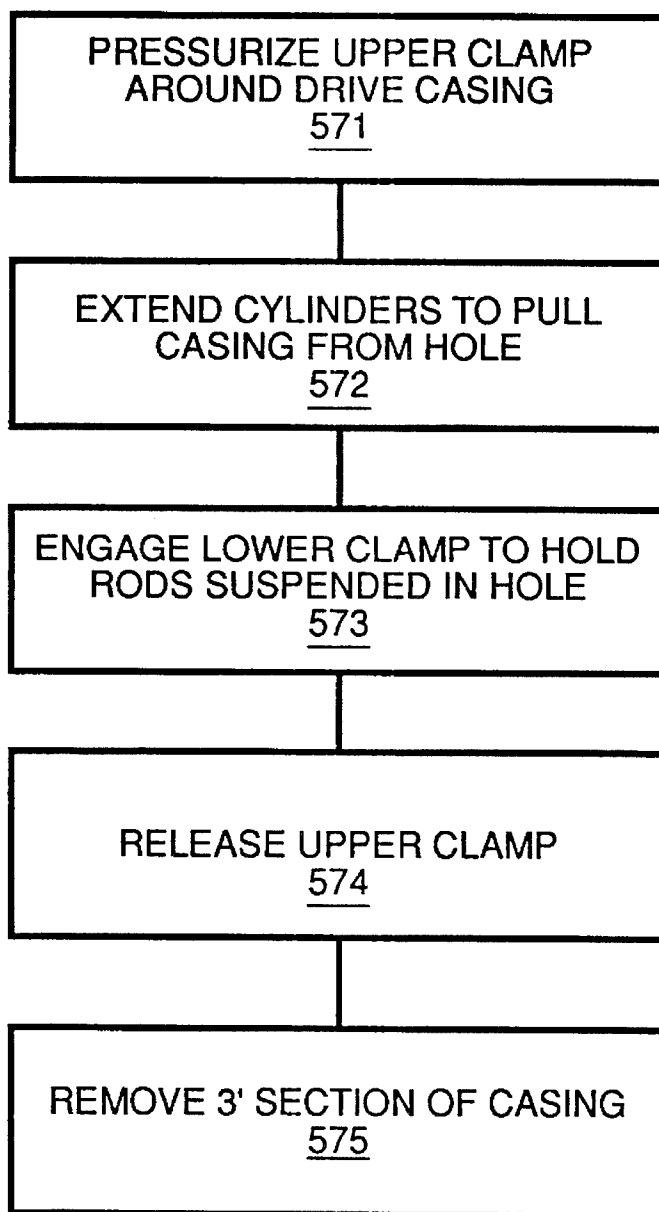 PRESSURIZE UPPER CLAMP
AROUND DRIVE CASING
571
EXTEND CYLINDERS TO PULL
CASING FROM HOLE
572
ENGAGE LOWER CLAMP TO HOLD
RODS SUSPENDED IN HOLE
573
RELEASE UPPER CLAMP
574
REMOVE 3' SECTION OF CASING
575